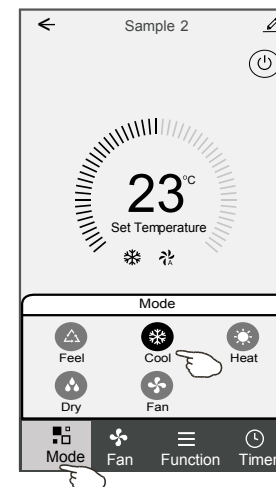 Sample 2
23°C
Set Temperature
A
Mode
Feel Cool Heat
Dry Fan
Mode Fan Function Timer